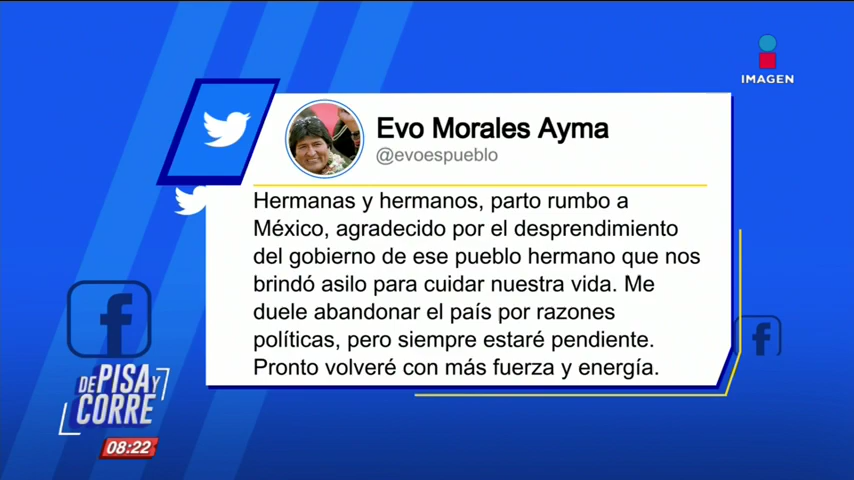 IMAGEN
Evo Morales Ayma
@evoespueblo
Hermanas y hermanos, parto rumbo a
México, agradecido por el desprendimiento
del gobierno de ese pueblo hermano que nos
brindó asilo para cuidar nuestra vida. Me
duele abandonar el país por razones
políticas, pero siempre estaré pendiente.
Pronto volveré con más fuerza y energía.
DE PISA Y
CORRE
08:22